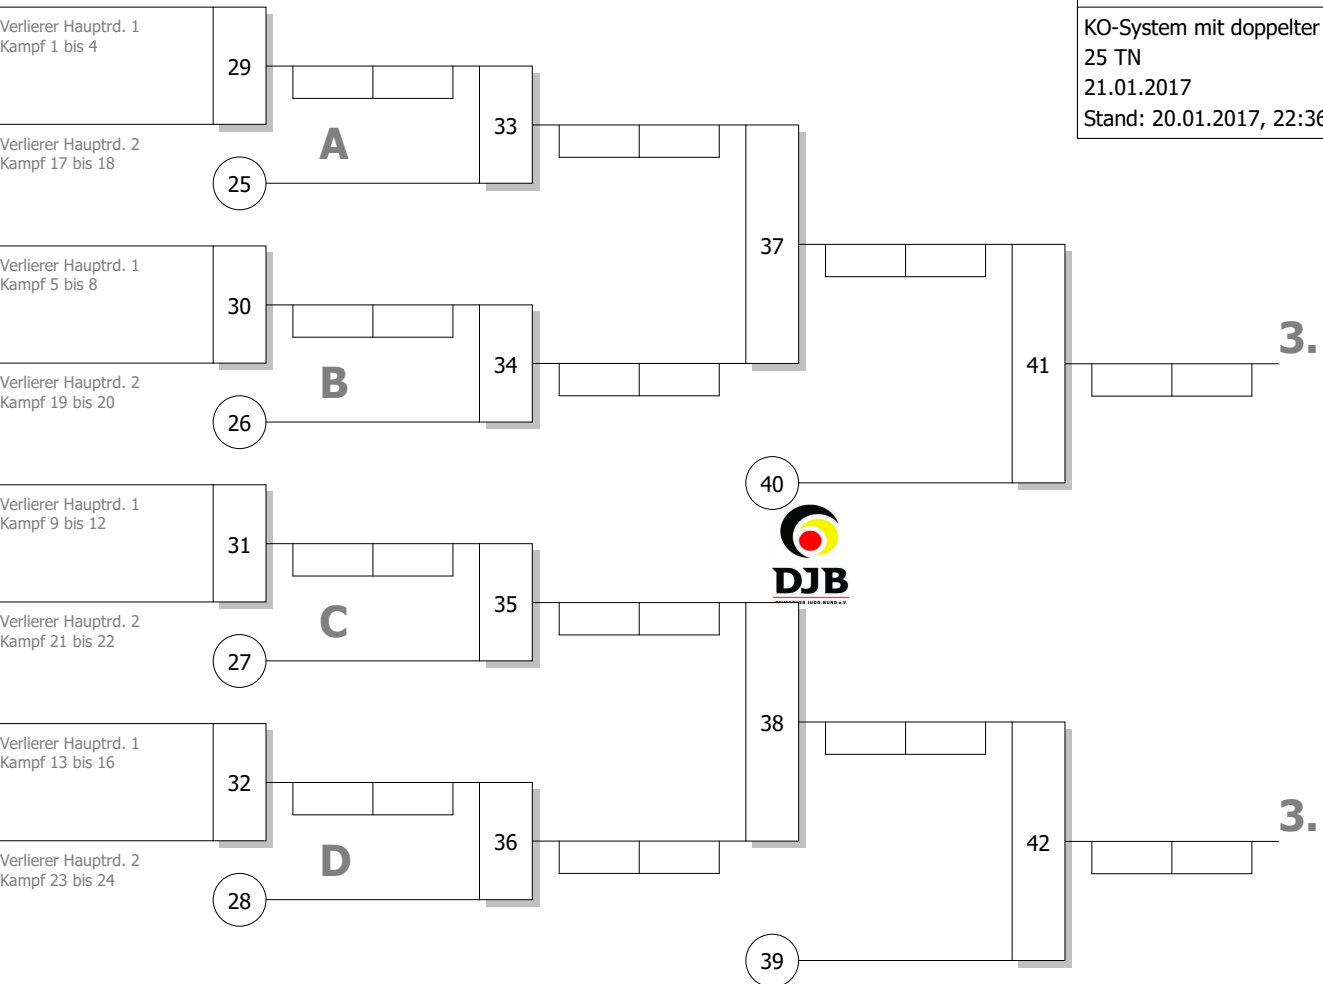 KO-System mit doppelter
25 TN
21.01.2017
Stand: 20.01.2017, 22:36
Verlierer Hauptrd. 1
Kampf 1 bis 4
29
33
A
Verlierer Hauptrd. 2
Kampf 17 bis 18
25
37
Verlierer Hauptrd. 1
Kampf 5 bis 8
30
34
B
Verlierer Hauptrd. 2
Kampf 19 bis 20
26
41
3.
40
DJB
Verlierer Hauptrd. 1
Kampf 9 bis 12
31
35
C
Verlierer Hauptrd. 2
Kampf 21 bis 22
27
38
Verlierer Hauptrd. 1
Kampf 13 bis 16
32
36
D
Verlierer Hauptrd. 2
Kampf 23 bis 24
28
42
3.
39